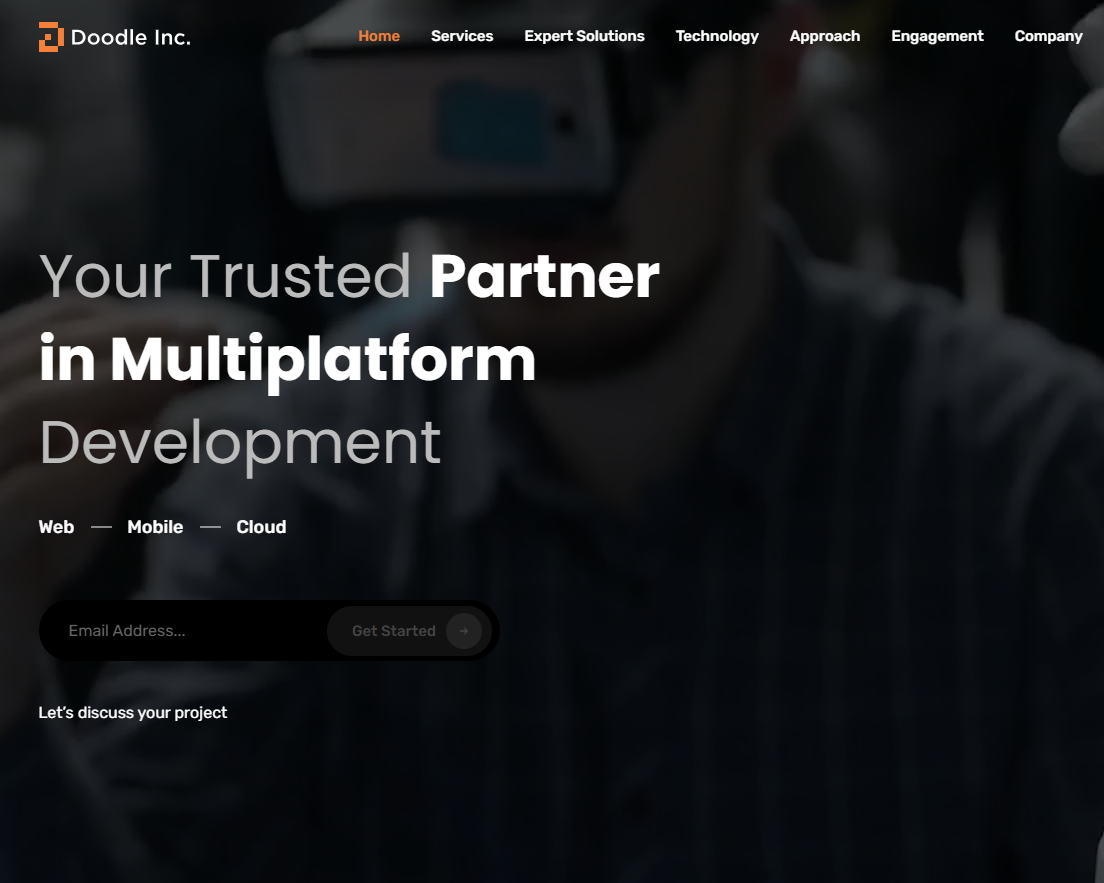 Doodle Inc.
Home Services Expert Solutions Technology Approach Engagement Company
Your Trusted Partner
in Multiplatform
Development
Web — Mobile — Cloud
Email Address... Get Started →
Let’s discuss your project